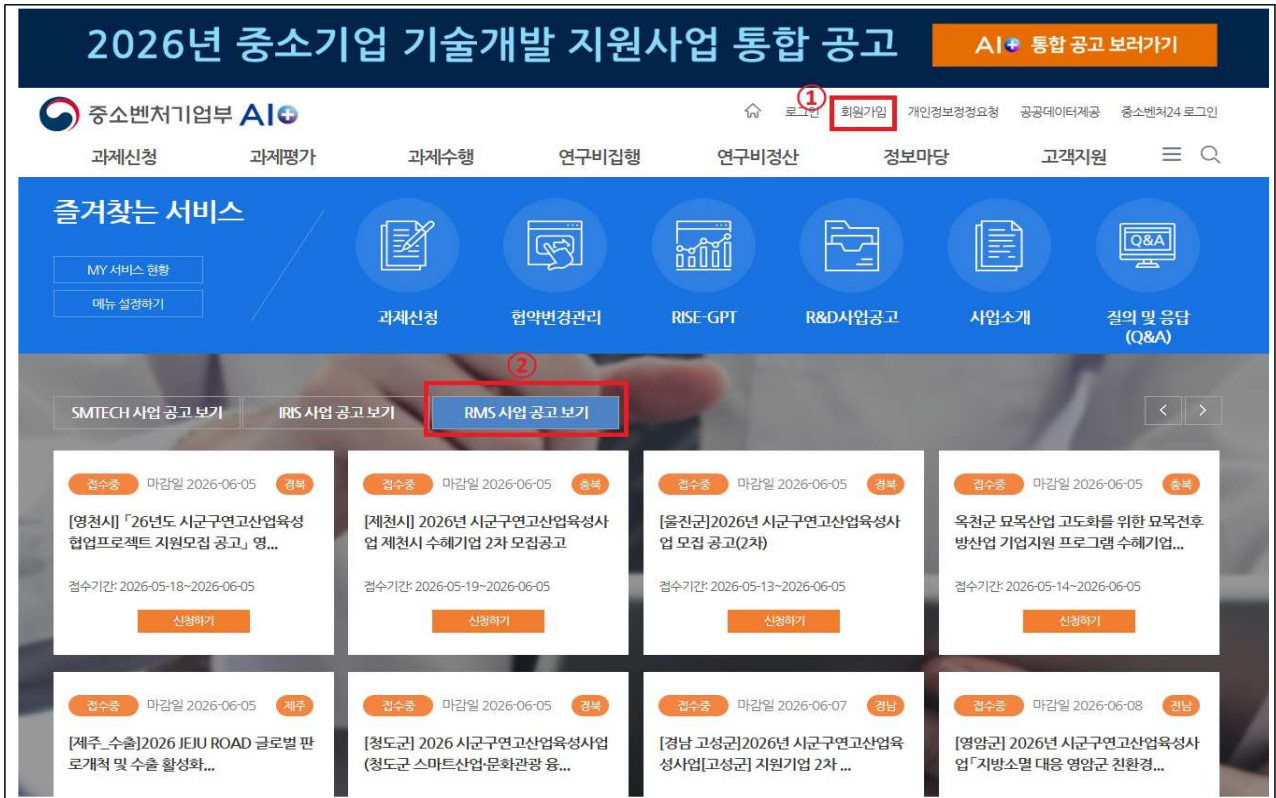 2026년 중소기업 기술개발 지원사업 통합 공고
AI+ 통합 공고 보러가기
①
중소벤처기업부 AI+
로그인 회원가입 개인정보정정요청 공공데이터제공 중소벤처24 로그인
과제신청 과제평가 과제수행 연구비집행 연구비정산 정보마당 고객지원
즐겨찾는 서비스
MY 서비스 현황
메뉴 설정하기
Q&A
과제신청 협약변경관리 RISE-GPT R&D사업공고 사업소개 질의 및 응답
(Q&A)
②
SMTECH 사업 공고 보기 IRIS 사업 공고 보기 RMS 사업 공고 보기
접수중 마감일 2026-06-05 경북
[영천시]「26년도 시군구연고산업육성
협업프로젝트 지원모집 공고」 영...
접수기간: 2026-05-18~2026-06-05
신청하기
접수중 마감일 2026-06-05 충북
[제천시] 2026년 시군구연고산업육성사
업 제천시 수혜기업 2차 모집공고
접수기간: 2026-05-19~2026-06-05
신청하기
접수중 마감일 2026-06-05 경북
[울진군]2026년 시군구연고산업육성사
업 모집 공고(2차)
접수기간: 2026-05-13~2026-06-05
신청하기
접수중 마감일 2026-06-05 충북
옥천군 묘목산업 고도화를 위한 묘목전후
방산업 기업지원 프로그램 수혜기업...
접수기간: 2026-05-14~2026-06-05
신청하기
접수중 마감일 2026-06-05 제주
[제주_수출]2026 JEJU ROAD 글로벌 판
로개척 및 수출 활성화...
접수중 마감일 2026-06-05 경북
[청도군] 2026 시군구연고산업육성사업
(청도군 스마트산업·문화관광 융...
접수중 마감일 2026-06-07 경남
[경남 고성군]2026년 시군구연고산업육
성사업[고성군] 지원기업 2차 ...
접수중 마감일 2026-06-08 전남
[영암군] 2026년 시군구연고산업육성사
업「지방소멸 대응 영암군 친환경...